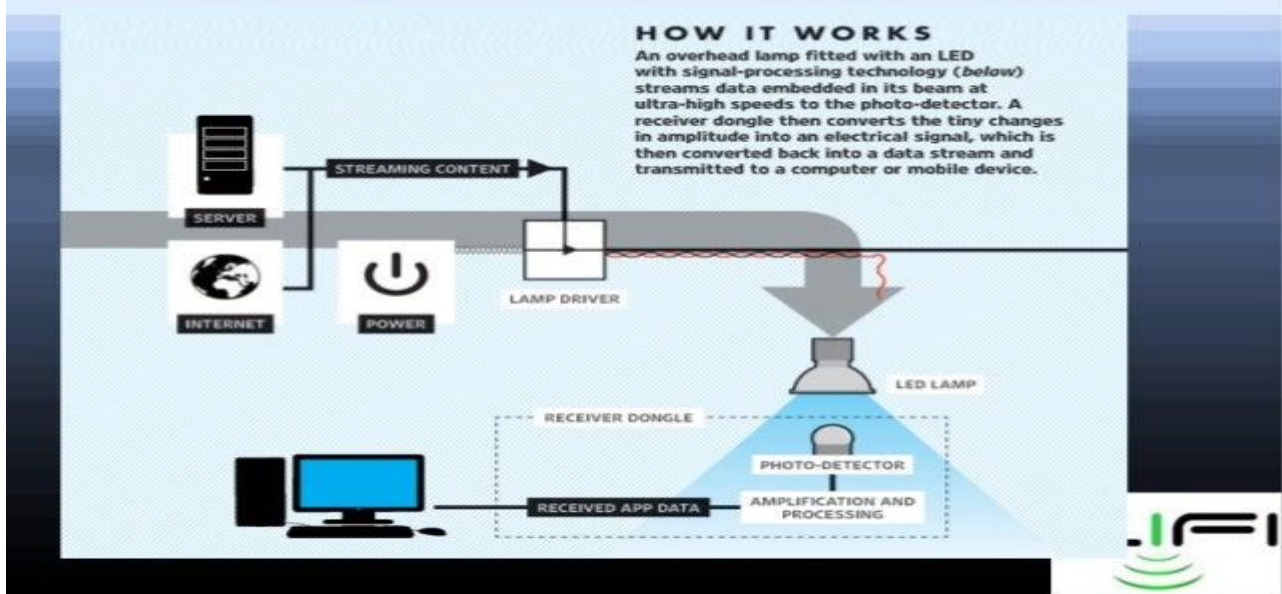 HOW IT WORKS
An overhead lamp fitted with an LED
with signal-processing technology (below)
streams data embedded in its beam at
ultra-high speeds to the photo-detector. A
receiver dongle then converts the tiny changes
in amplitude into an electrical signal, which is
then converted back into a data stream and
transmitted to a computer or mobile device.
STREAMING CONTENT
SERVER
INTERNET
POWER
LAMP DRIVER
LED LAMP
RECEIVER DONGLE
PHOTO-DETECTOR
RECEIVED APP DATA
AMPLIFICATION AND
PROCESSING
LIFI